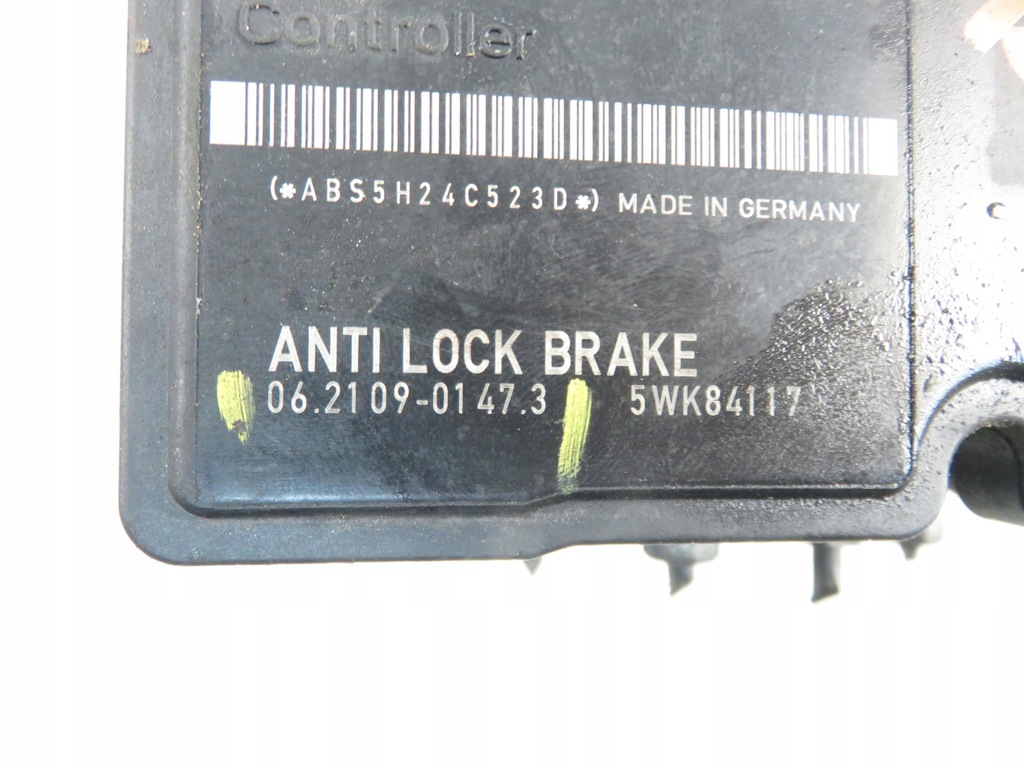 Controller
(*ABS5H24C523D*) MADE IN GERMANY
ANTI LOCK BRAKE
06.2109-0147.3 5WK84117